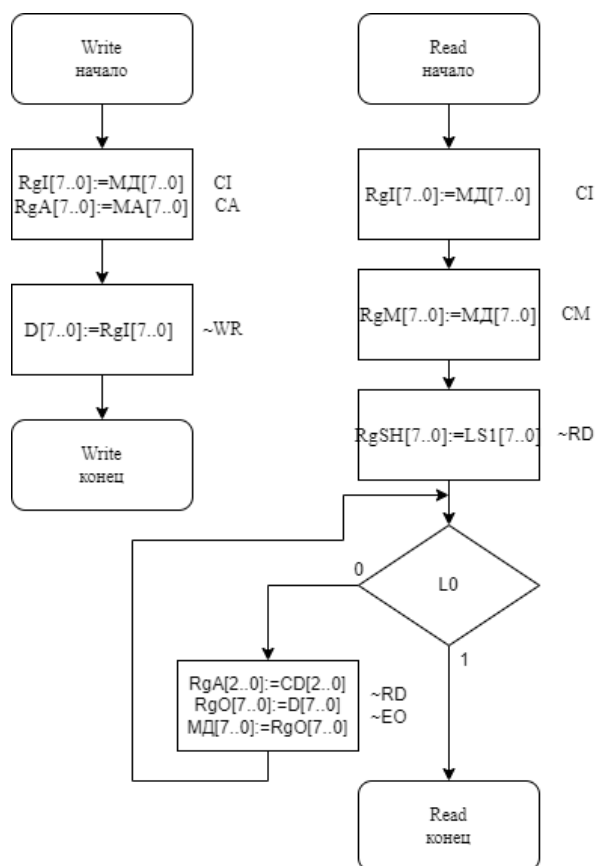 Write
начало
RgI[7..0]:=МД[7..0] CI
RgA[7..0]:=МА[7..0] CA
D[7..0]:=RgI[7..0] ~WR
Write
конец
Read
начало
RgI[7..0]:=МД[7..0] CI
RgM[7..0]:=МД[7..0] CM
RgSH[7..0]:=LS1[7..0] ~RD
L0
0
1
RgA[2..0]:=CD[2..0]
RgO[7..0]:=D[7..0]
МД[7..0]:=RgO[7..0]
~RD
~EO
Read
конец